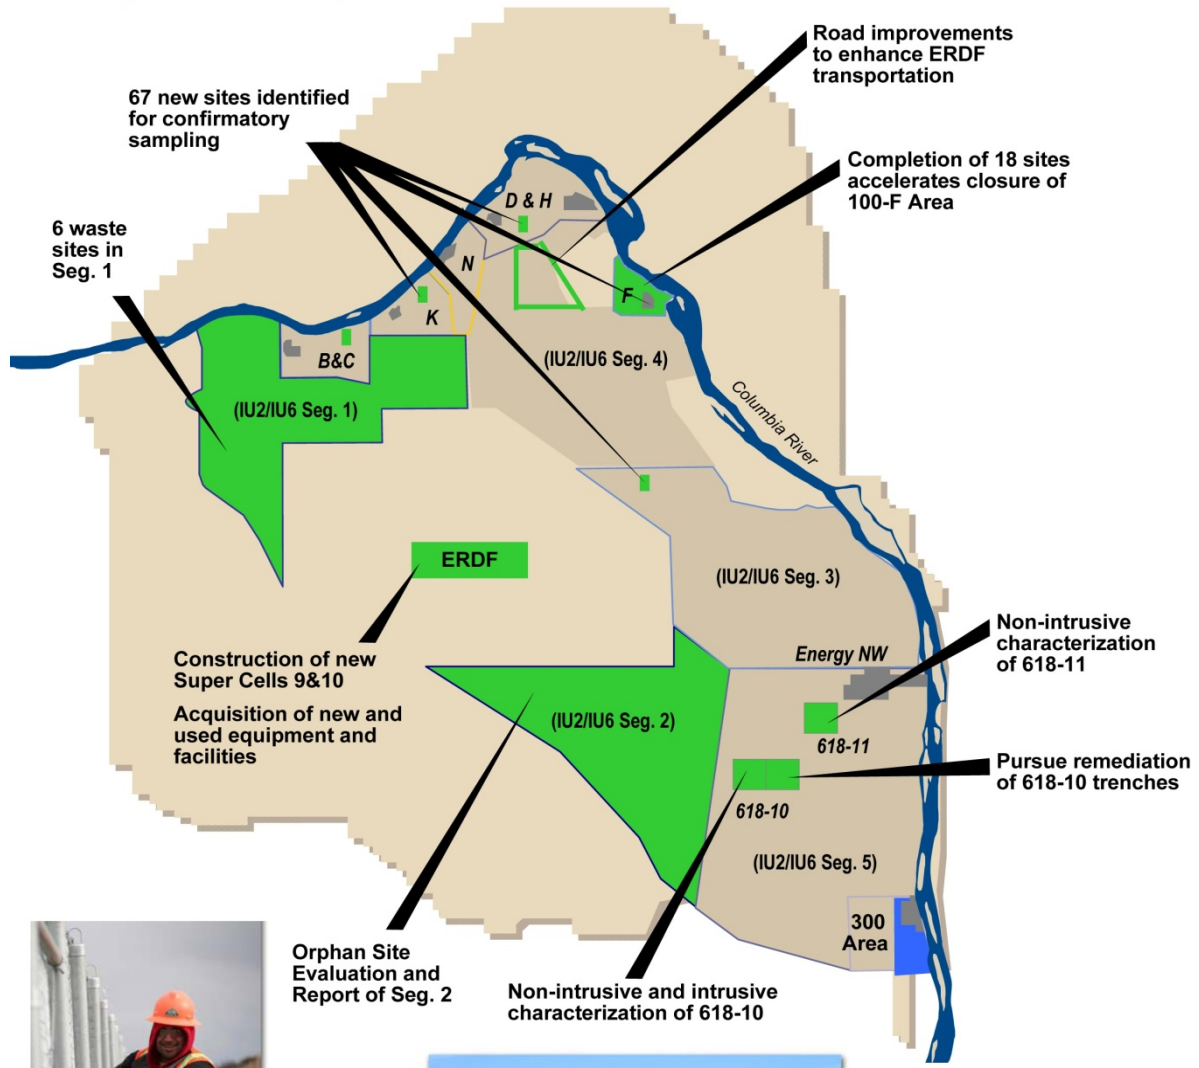 Road improvements
to enhance ERDF
transportation
67 new sites identified
for confirmatory
sampling
Completion of 18 sites
accelerates closure of
100-F Area
D & H
6 waste
sites in
Seg. 1
N
F
K
B&C
(IU2/IU6 Seg. 4)
(IU2/IU6 Seg. 1)
Columbia River
ERDF
(IU2/IU6 Seg. 3)
Non-intrusive
characterization
of 618-11
Energy NW
Construction of new
Super Cells 9&10
Acquisition of new and
used equipment and
facilities
(IU2/IU6 Seg. 2)
618-11
Pursue remediation
of 618-10 trenches
618-10
(IU2/IU6 Seg. 5)
300
Area
Orphan Site
Evaluation and
Report of Seg. 2
Non-intrusive and intrusive
characterization of 618-10